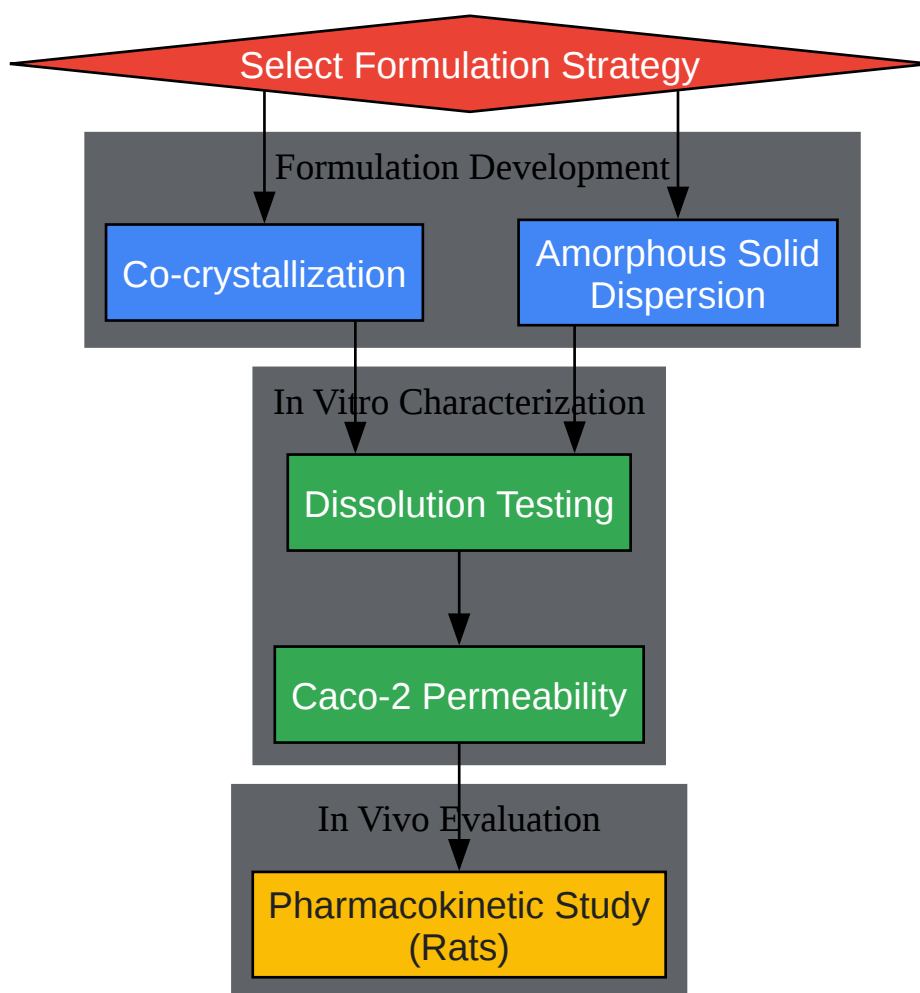 Select Formulation Strategy
Formulation Development
Co-crystallization
Amorphous Solid
Dispersion
In Vitro Characterization
Dissolution Testing
Caco-2 Permeability
In Vivo Evaluation
Pharmacokinetic Study
(Rats)